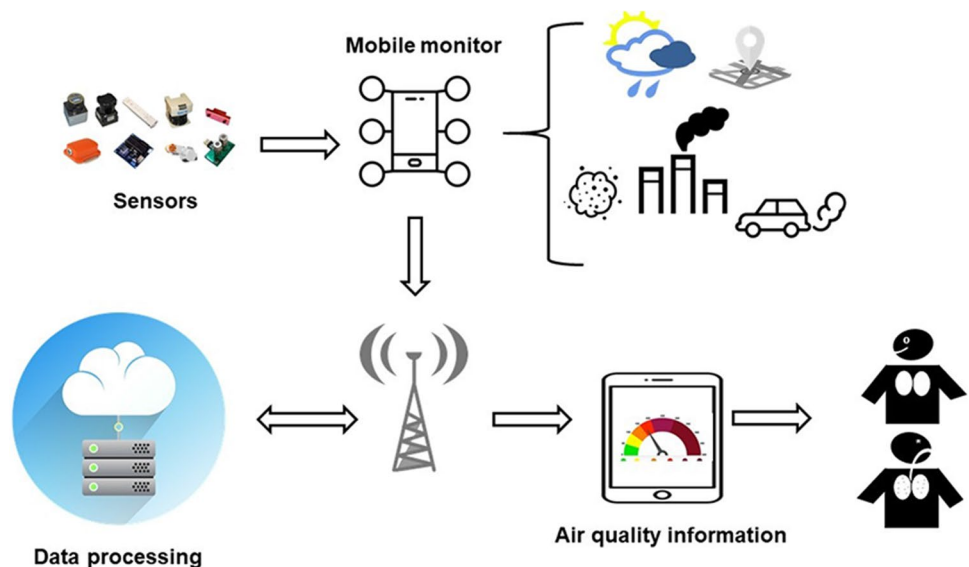 Mobile monitor
Sensors
Air quality information
Data processing